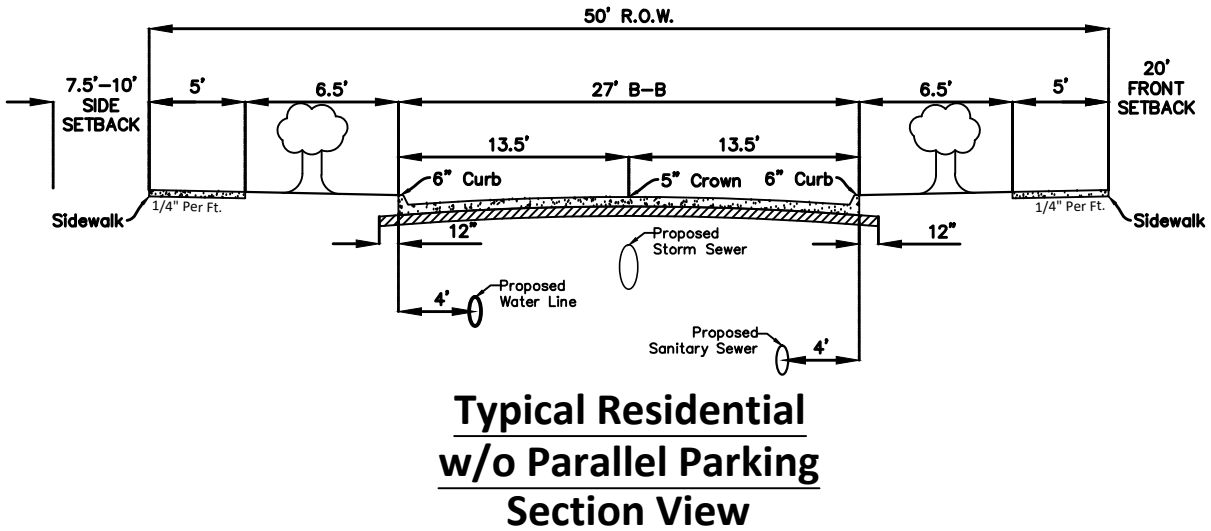 50' R.O.W.
7.5'-10'
SIDE
SETBACK
5'
6.5'
27' B-B
6.5'
5'
20'
FRONT
SETBACK
13.5'
13.5'
6" Curb
5" Crown
6" Curb
Sidewalk
1/4" Per Ft.
1/4" Per Ft.
Sidewalk
12"
12"
Proposed
Storm Sewer
4'
Proposed
Water Line
Proposed
Sanitary Sewer
4'
Typical Residential
w/o Parallel Parking
Section View